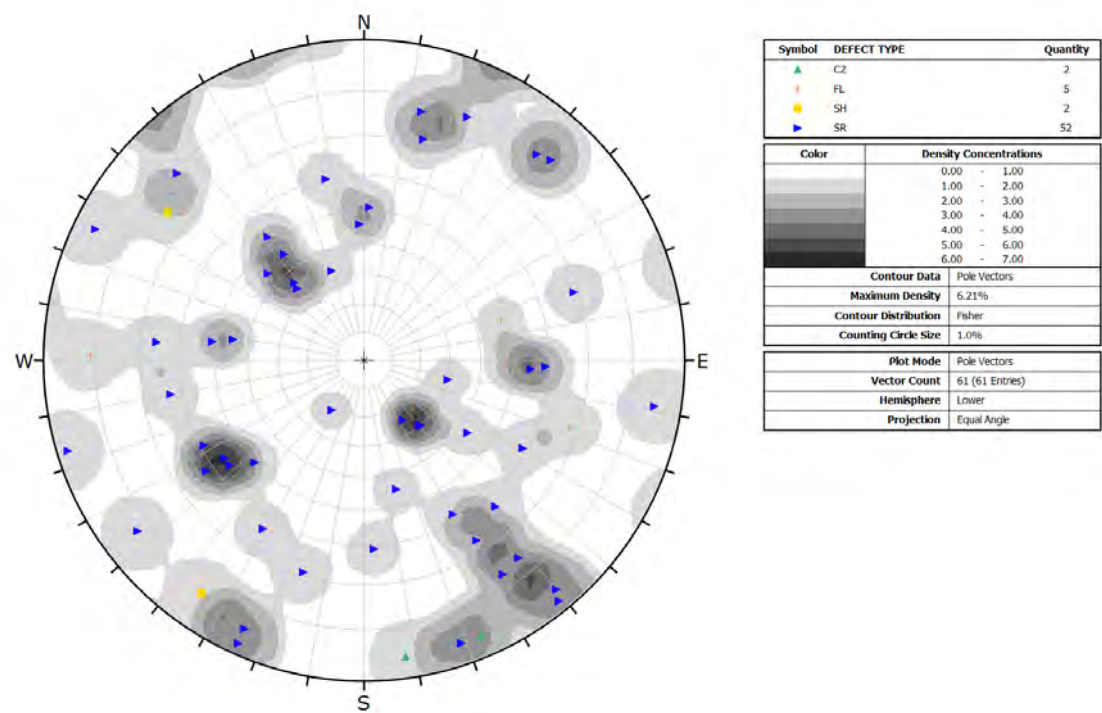 N
W
E
S
Symbol DEFECT TYPE Quantity
CZ 2
FL 5
SH 2
SR 52
Color Density Concentrations
0.00 - 1.00
1.00 - 2.00
2.00 - 3.00
3.00 - 4.00
4.00 - 5.00
5.00 - 6.00
6.00 - 7.00
Contour Data Pole Vectors
Maximum Density 6.21%
Contour Distribution Fisher
Counting Circle Size 1.0%
Plot Mode Pole Vectors
Vector Count 61 (61 Entries)
Hemisphere Lower
Projection Equal Angle